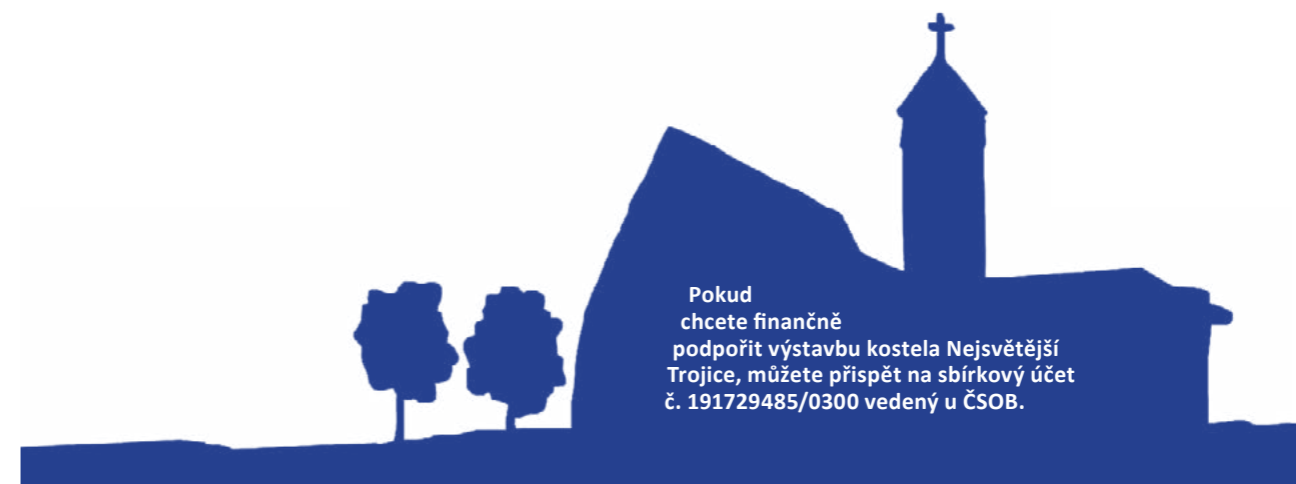 Pokud
chcete finančně
podpořit výstavbu kostela Nejsvětější
Trojice, můžete přispět na sbírkový účet
č. 191729485/0300 vedený u ČSOB.